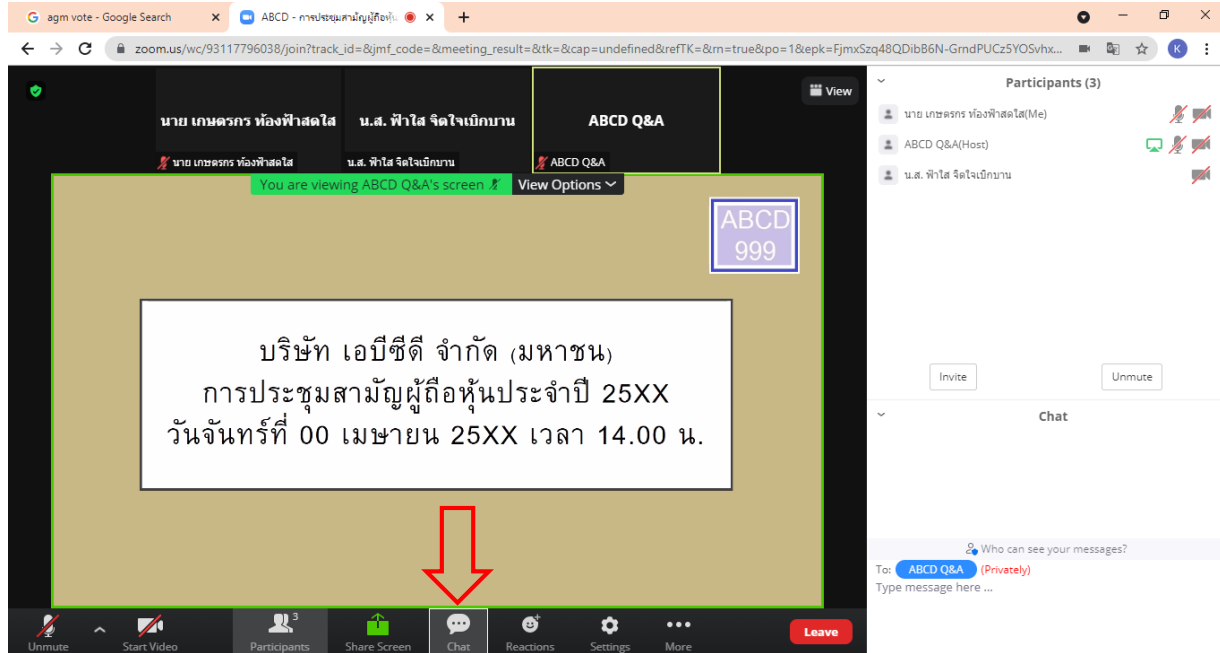 agm vote - Google Search
ABCD - การประชุมสามัญผู้ถือหุ้น
zoom.us/wc/93117796038/join?track_id=&jmf_code=&meeting_result=&tk=&cap=undefined&refTK=&rn=true&po=1&epk=FjmxSzq48QDibB6N-GrndPUCz5YOSvhx...
K
View
นาย เกษตรกร ท้องฟ้าสดใส
น.ส. ฟ้าใส จิตใจเบิกบาน
ABCD Q&A
นาย เกษตรกร ท้องฟ้าสดใส
น.ส. ฟ้าใส จิตใจเบิกบาน
ABCD Q&A
You are viewing ABCD Q&A's screen
View Options
ABCD
999
บริษัท เอบีซีดี จำกัด (มหาชน)
การประชุมสามัญผู้ถือหุ้นประจำปี 25XX
วันจันทร์ที่ 00 เมษายน 25XX เวลา 14.00 น.
Unmute
Start Video
3
Participants
Share Screen
Chat
Reactions
Settings
More
Leave
Participants (3)
นาย เกษตรกร ท้องฟ้าสดใส(Me)
ABCD Q&A(Host)
น.ส. ฟ้าใส จิตใจเบิกบาน
Invite
Unmute
Chat
Who can see your messages?
To: ABCD Q&A (Privately)
Type message here ...